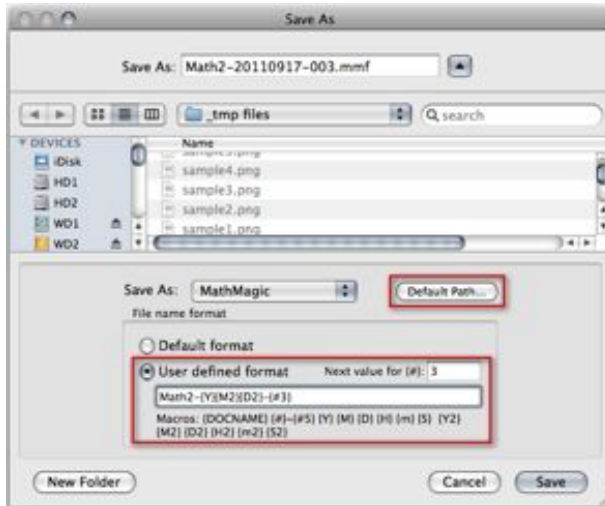 Save As
Save As: Math2-20110917-003.mmf
_tmp files
search
DEVICES
Name
iDisk
sample4.png
HD1
sample3.png
HD2
sample2.png
WD1
sample1.png
WD2
Save As: MathMagic
Default Path...
File name format
Default format
User defined format Next value for {#}: 3
Math2-{Y}{M2}{D2}-{#3}
Macros: {DOCNAME} {#}~{#5} {Y} {M} {D} {H} {m} {S} {Y2}
{M2} {D2} {H2} {m2} {S2}
New Folder
Cancel
Save